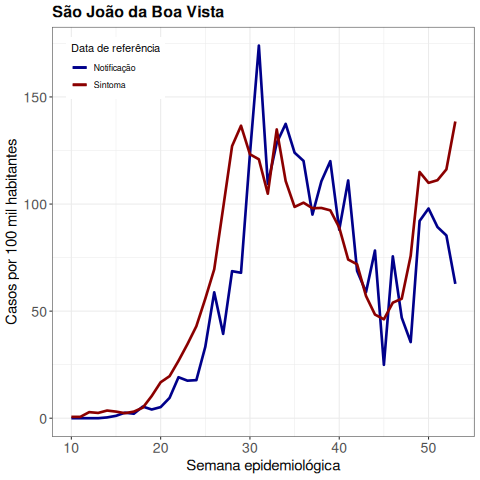 São João da Boa Vista
Data de referência
Notificação
Sintoma
Casos por 100 mil habitantes
150
100
50
0
10
20
30
40
50
Semana epidemiológica